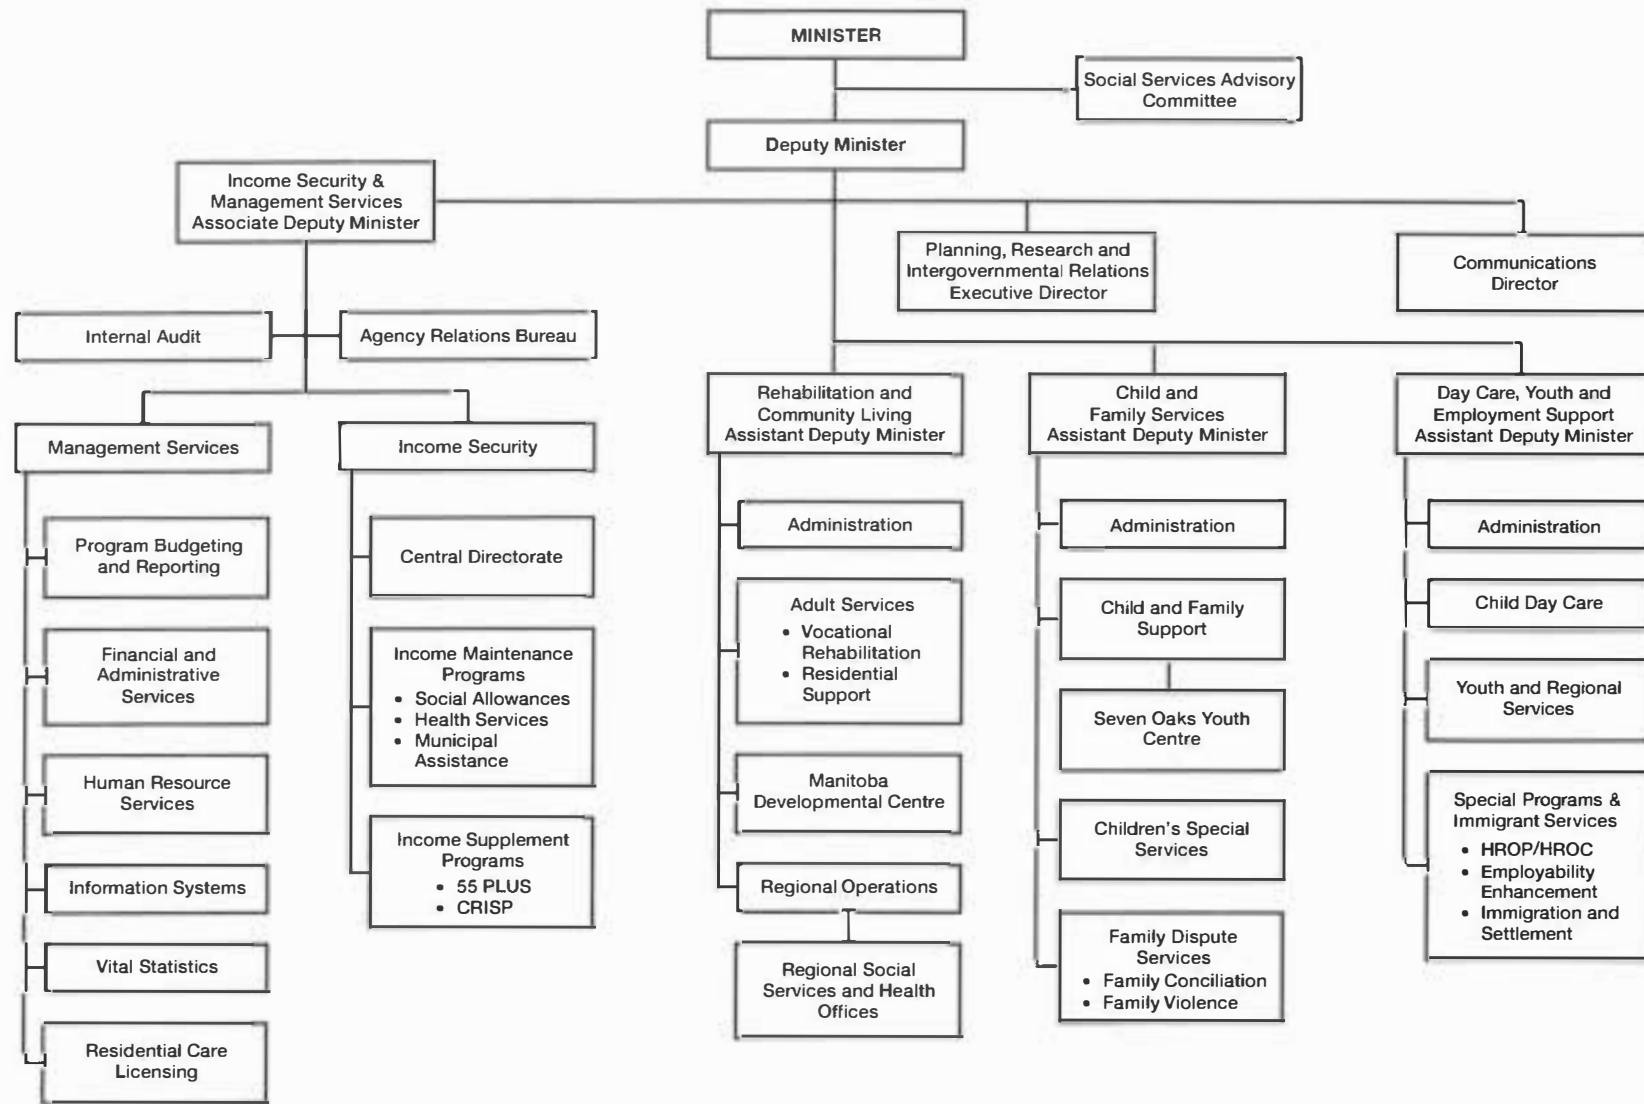 MINISTER
Social Services Advisory
Committee
Deputy Minister
Income Security &
Management Services
Associate Deputy Minister
Planning, Research and
Intergovernmental Relations
Executive Director
Communications
Director
Internal Audit
Agency Relations Bureau
Management Services
Program Budgeting
and Reporting
Financial and
Administrative
Services
Human Resource
Services
Information Systems
Vital Statistics
Residential Care
Licensing
Income Security
Central Directorate
Income Maintenance
Programs
• Social Allowances
• Health Services
• Municipal
Assistance
Income Supplement
Programs
• 55 PLUS
• CRISP
Rehabilitation and
Community Living
Assistant Deputy Minister
Administration
Adult Services
• Vocational
Rehabilitation
• Residential
Support
Manitoba
Developmental Centre
Regional Operations
Regional Social
Services and Health
Offices
Child and
Family Services
Assistant Deputy Minister
Administration
Child and Family
Support
Seven Oaks Youth
Centre
Children's Special
Services
Family Dispute
Services
• Family Conciliation
• Family Violence
Day Care, Youth and
Employment Support
Assistant Deputy Minister
Administration
Child Day Care
Youth and Regional
Services
Special Programs &
Immigrant Services
• HROP/HROC
• Employability
Enhancement
• Immigration and
Settlement